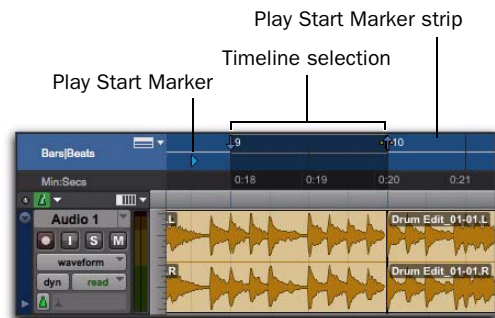 Play Start Marker strip
Timeline selection
Play Start Marker
Bars|Beats
9
10
Min:Secs
0:18
0:19
0:20
0:21
Audio 1
I
S
M
waveform
dyn
read
L
Drum Edit_01-01.L
R
Drum Edit_01-01.R